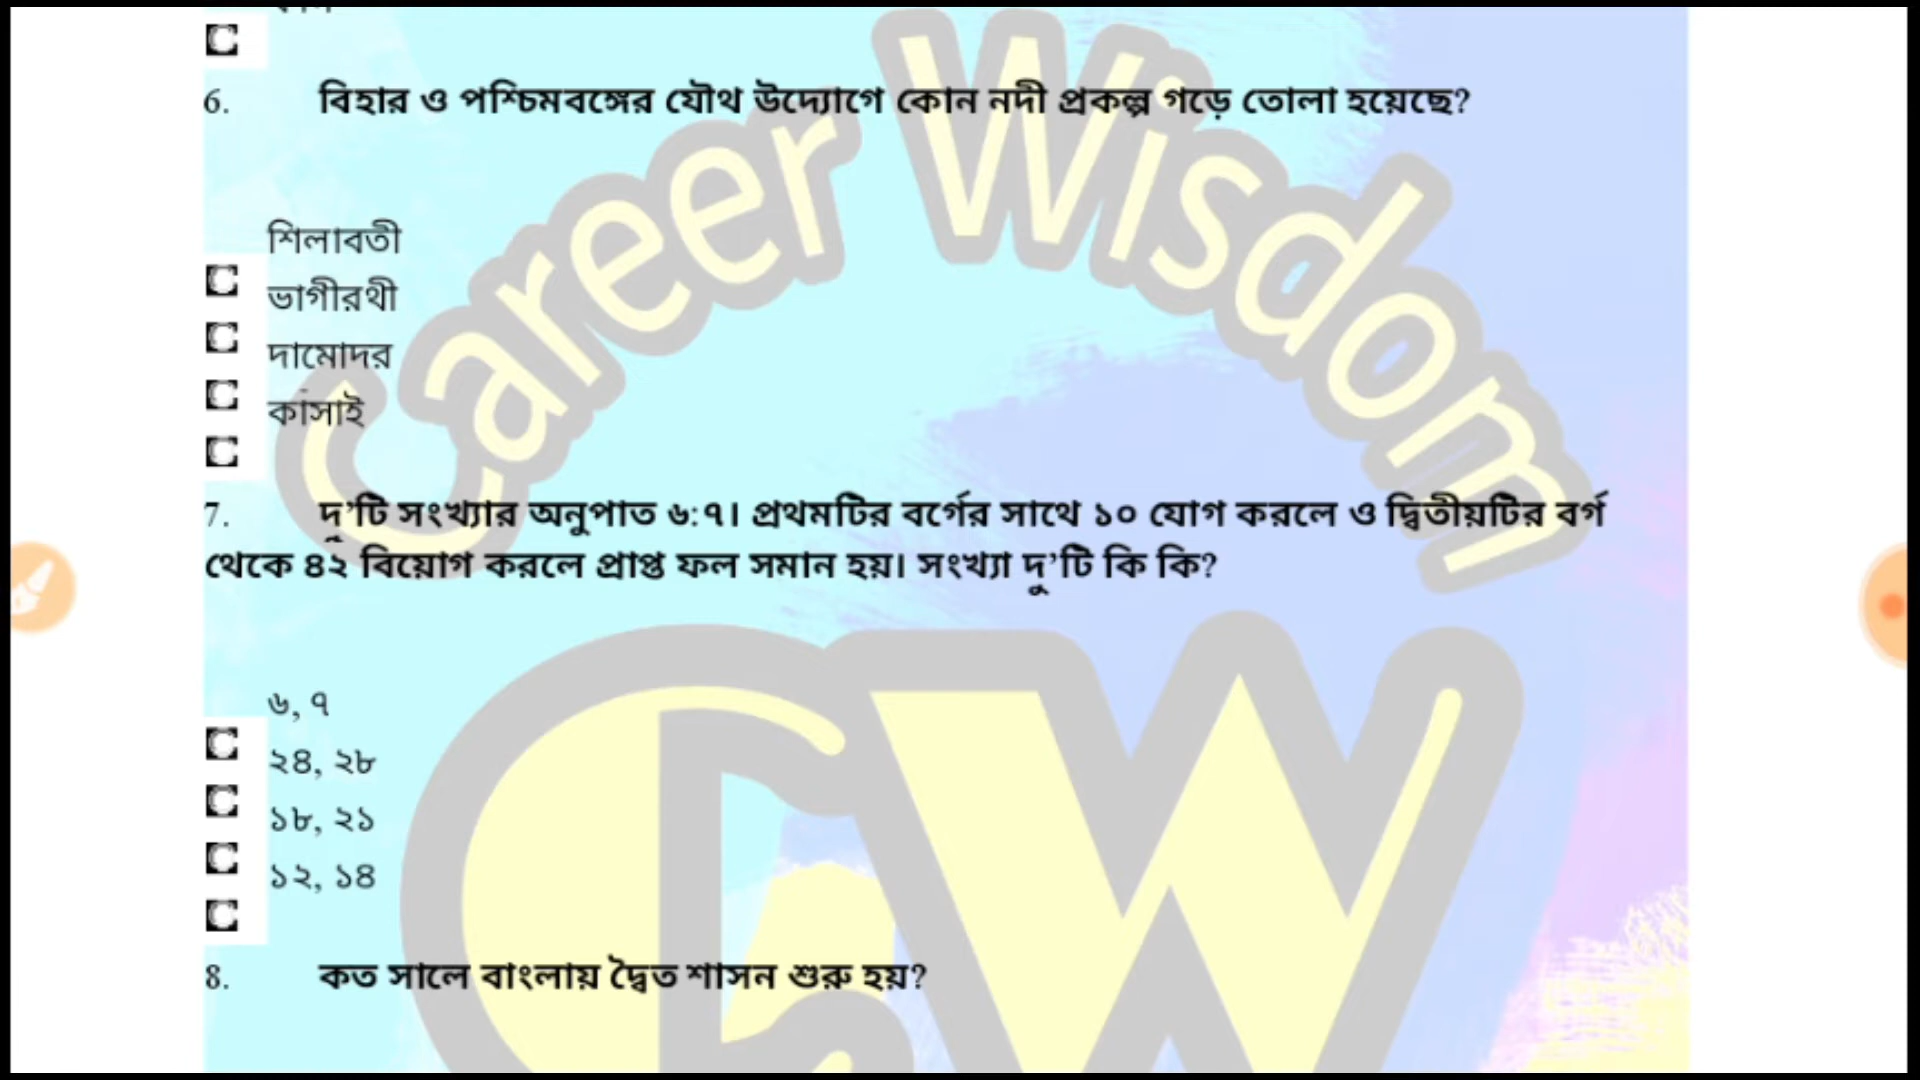 6. বিহার ও পশ্চিমবঙ্গের যৌথ উদ্যোগে কোন নদী প্রকল্প গড়ে তোলা হয়েছে?
শিলাবতী
ভাগীরথী
দামোদর
কাঁসাই
7. দু’টি সংখ্যার অনুপাত ৬:৭। প্রথমটির বর্গের সাথে ১০ যোগ করলে ও দ্বিতীয়টির বর্গ
থেকে ৪২ বিয়োগ করলে প্রাপ্ত ফল সমান হয়। সংখ্যা দু’টি কি কি?
৬, ৭
২৪, ২৮
১৮, ২১
১২, ১৪
8. কত সালে বাংলায় দ্বৈত শাসন শুরু হয়?
Career Wisdom
CW